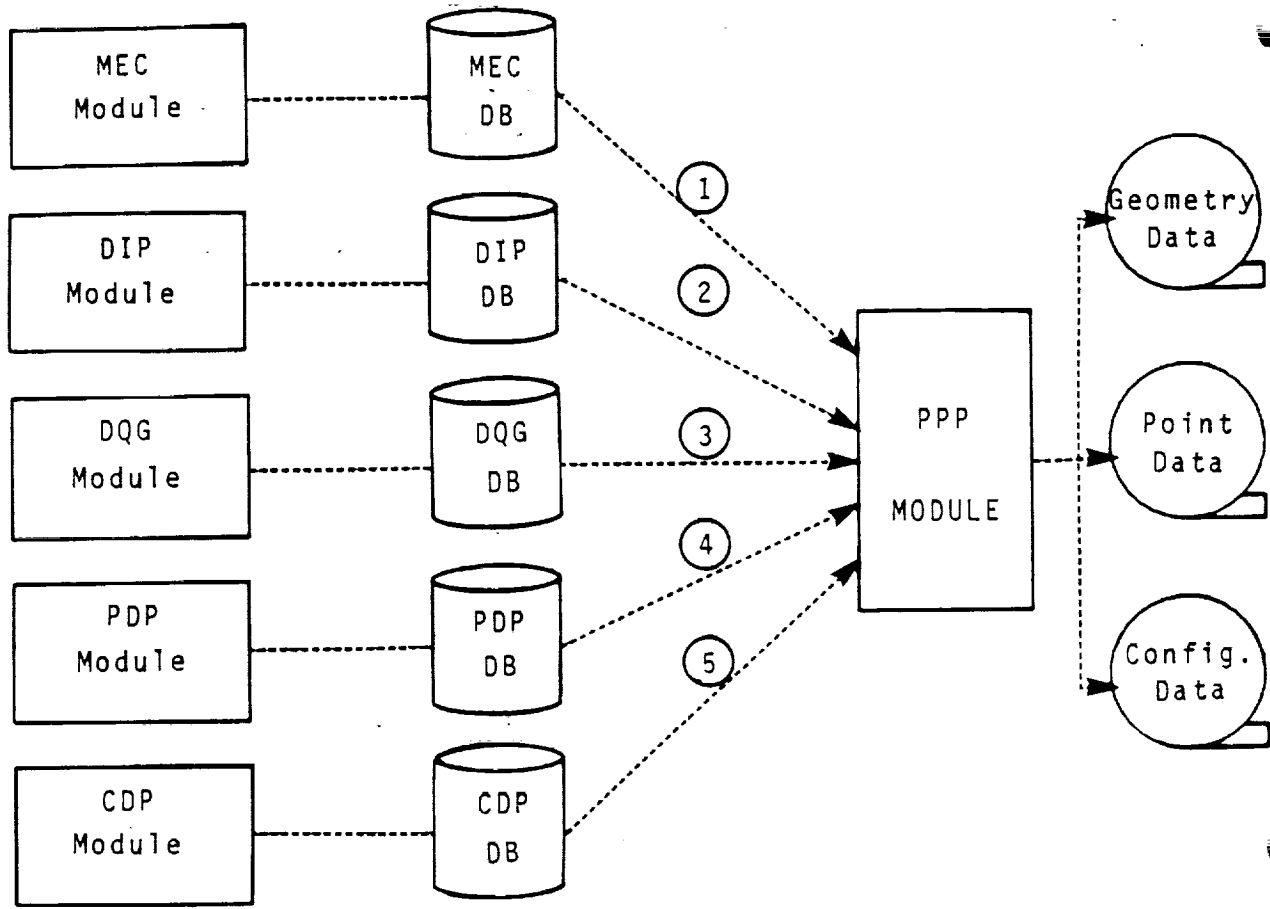 MEC
Module
MEC
DB
1
DIP
Module
DIP
DB
2
DQG
Module
DQG
DB
3
PDP
Module
PDP
DB
4
CDP
Module
CDP
DB
5
PPP
MODULE
Geometry
Data
Point
Data
Config.
Data